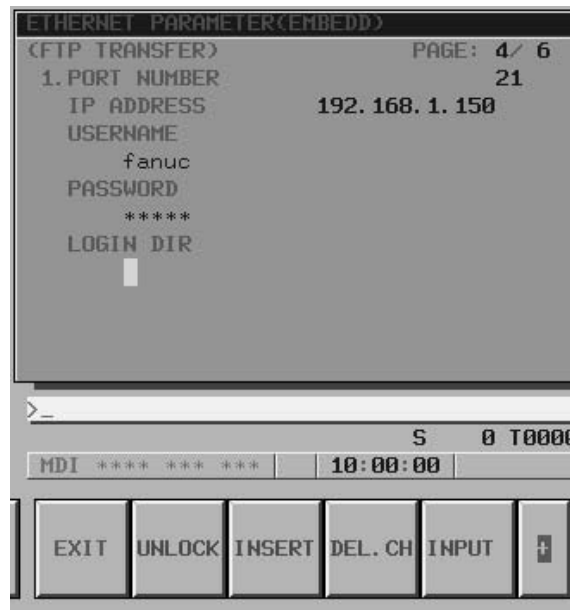 ETHERNET PARAMETER(EMBEDD)
(FTP TRANSFER) PAGE: 4/ 6
1. PORT NUMBER 21
IP ADDRESS 192.168.1.150
USERNAME
fanuc
PASSWORD
*****
LOGIN DIR
>_
S 0 T0000
MDI **** *** *** 10:00:00
EXIT UNLOCK INSERT DEL.CH INPUT +